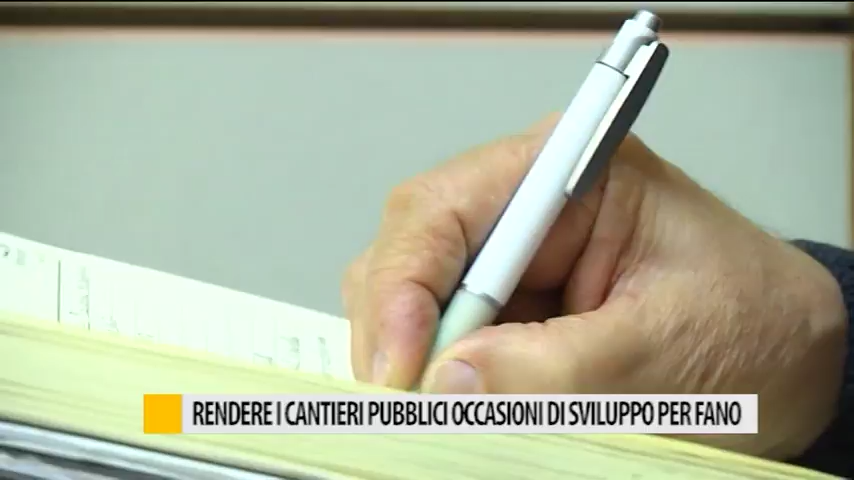 RENDERE I CANTIERI PUBBLICI OCCASIONI DI SVILUPPO PER FANO